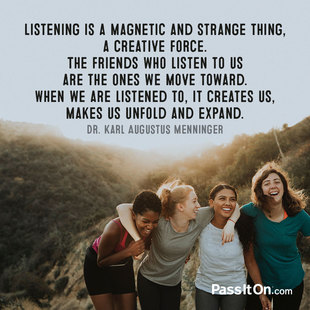 LISTENING IS A MAGNETIC AND STRANGE THING,
A CREATIVE FORCE.
THE FRIENDS WHO LISTEN TO US
ARE THE ONES WE MOVE TOWARD.
WHEN WE ARE LISTENED TO, IT CREATES US,
MAKES US UNFOLD AND EXPAND.
DR. KARL AUGUSTUS MENNINGER
PassItOn.com